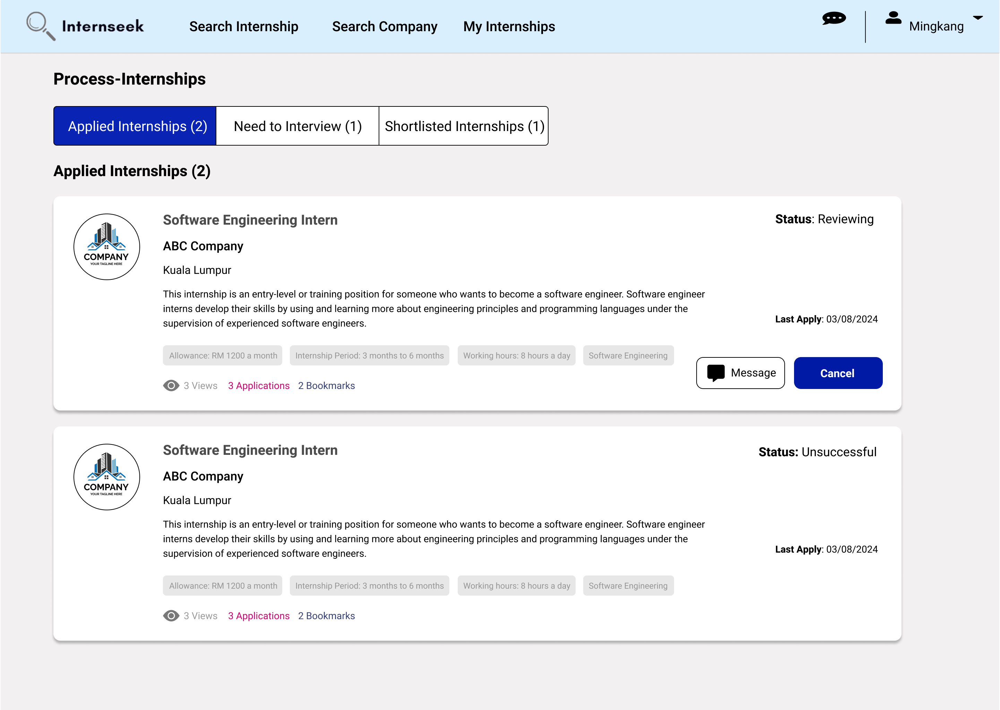 Internseek
Search Internship
Search Company
My Internships
Mingkang
Process-Internships
Applied Internships (2)
Need to Interview (1)
Shortlisted Internships (1)
Applied Internships (2)
COMPANY
YOUR TAGLINE HERE
Software Engineering Intern
Status: Reviewing
ABC Company
Kuala Lumpur
This internship is an entry-level or training position for someone who wants to become a software engineer. Software engineer
interns develop their skills by using and learning more about engineering principles and programming languages under the
supervision of experienced software engineers.
Last Apply: 03/08/2024
Allowance: RM 1200 a month
Internship Period: 3 months to 6 months
Working hours: 8 hours a day
Software Engineering
3 Views
3 Applications
2 Bookmarks
Message
Cancel
COMPANY
YOUR TAGLINE HERE
Software Engineering Intern
Status: Unsuccessful
ABC Company
Kuala Lumpur
This internship is an entry-level or training position for someone who wants to become a software engineer. Software engineer
interns develop their skills by using and learning more about engineering principles and programming languages under the
supervision of experienced software engineers.
Last Apply: 03/08/2024
Allowance: RM 1200 a month
Internship Period: 3 months to 6 months
Working hours: 8 hours a day
Software Engineering
3 Views
3 Applications
2 Bookmarks